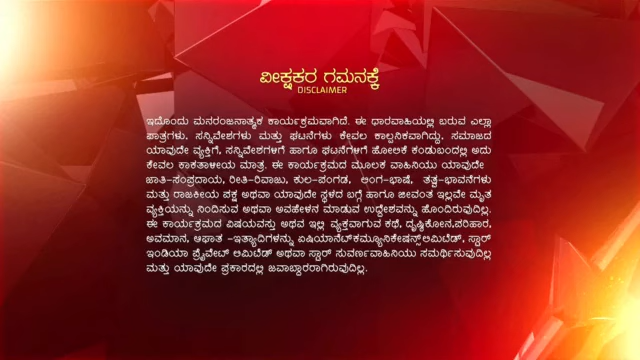 ವೀಕ್ಷಕರ ಗಮನಕ್ಕೆ
DISCLAIMER
ಇದೊಂದು ಮನರಂಜನಾತ್ಮಕ ಕಾರ್ಯಕ್ರಮವಾಗಿದೆ. ಈ ಧಾರವಾಹಿಯಲ್ಲಿ ಬರುವ ಎಲ್ಲಾ
ಪಾತ್ರಗಳು, ಸನ್ನಿವೇಶಗಳು ಮತ್ತು ಘಟನೆಗಳು ಕೇವಲ ಕಾಲ್ಪನಿಕವಾಗಿದ್ದು, ಸಮಾಜದ
ಯಾವುದೇ ವ್ಯಕ್ತಿಗೆ, ಸನ್ನಿವೇಶಗಳಿಗೆ ಹಾಗೂ ಘಟನೆಗಳಿಗೆ ಹೋಲಿಕೆ ಕಂಡುಬಂದಲ್ಲಿ ಅದು
ಕೇವಲ ಕಾಕತಾಳೀಯ ಮಾತ್ರ. ಈ ಕಾರ್ಯಕ್ರಮದ ಮೂಲಕ ವಾಹಿನಿಯು ಯಾವುದೇ
ಜಾತಿ-ಸಂಪ್ರದಾಯ, ರೀತಿ-ರಿವಾಜು, ಕುಲ-ಪಂಗಡ, ಲಿಂಗ-ಭಾಷೆ, ತತ್ವ-ಭಾವನೆಗಳು
ಮತ್ತು ರಾಜಕೀಯ ಪಕ್ಷ ಅಥವಾ ಯಾವುದೇ ಸ್ಥಳದ ಬಗ್ಗೆ ಹಾಗೂ ಜೀವಂತ ಇಲ್ಲವೇ ಮೃತ
ವ್ಯಕ್ತಿಯನ್ನು ನಿಂದಿಸುವ ಅಥವಾ ಅವಹೇಳನ ಮಾಡುವ ಉದ್ದೇಶವನ್ನು ಹೊಂದಿರುವುದಿಲ್ಲ.
ಈ ಕಾರ್ಯಕ್ರಮದ ವಿಷಯವಸ್ತು ಅಥವ ಇಲ್ಲಿ ವ್ಯಕ್ತವಾಗುವ ಕಥೆ, ದೃಷ್ಟಿಕೋನ,ಪರಿಹಾರ,
ಅವಮಾನ, ಆಘಾತ -ಇತ್ಯಾದಿಗಳನ್ನು ಏಷಿಯಾನೆಟ್‌ಕಮ್ಯೂನಿಕೇಷನ್ಸ್ ಲಿಮಿಟೆಡ್, ಸ್ಟಾರ್
ಇಂಡಿಯಾ ಪ್ರೈವೇಟ್ ಲಿಮಿಟೆಡ್ ಅಥವಾ ಸ್ಟಾರ್ ಸುವರ್ಣವಾಹಿನಿಯು ಸಮರ್ಥಿಸುವುದಿಲ್ಲ
ಮತ್ತು ಯಾವುದೇ ಪ್ರಕಾರದಲ್ಲಿ ಜವಾಬ್ದಾರರಾಗಿರುವುದಿಲ್ಲ.